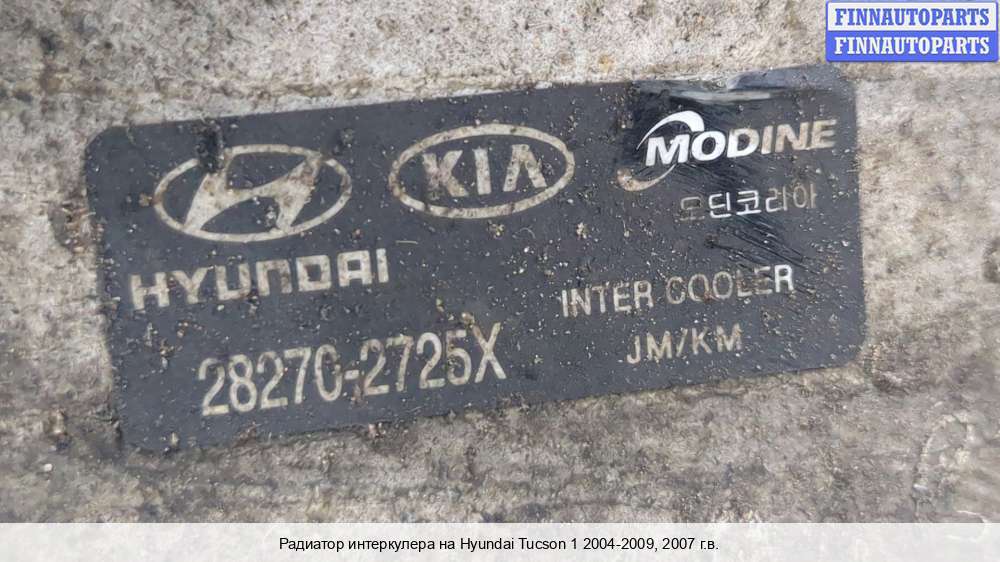 FINNAUTOPARTS
FINNAUTOPARTS
KIA
MODINE
모딘코리아
HYUNDAI
INTER COOLER
28270-2725X
JM/KM
Радиатор интеркулера на Hyundai Tucson 1 2004-2009, 2007 г.в.